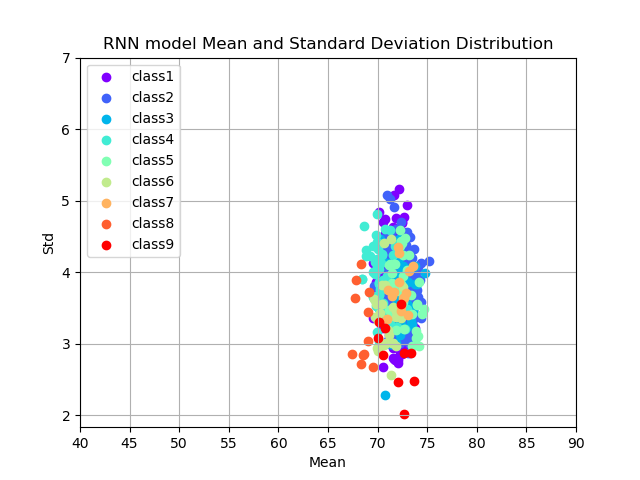 RNN model Mean and Standard Deviation Distribution
7
6
5
4
3
2
Std
class1
class2
class3
class4
class5
class6
class7
class8
class9
40 45 50 55 60 65 70 75 80 85 90
Mean